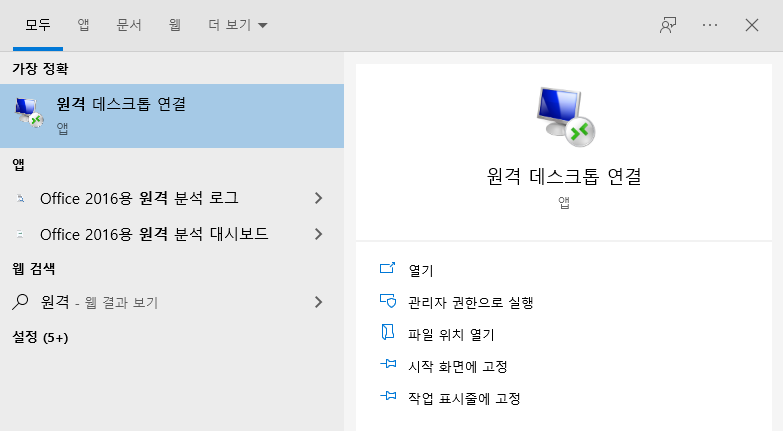 모두 앱 문서 웹 더 보기
가장 정확
원격 데스크톱 연결
앱
앱
Office 2016용 원격 분석 로그
Office 2016용 원격 분석 대시보드
웹 검색
원격 - 웹 결과 보기
설정 (5+)
원격 데스크톱 연결
앱
열기
관리자 권한으로 실행
파일 위치 열기
시작 화면에 고정
작업 표시줄에 고정